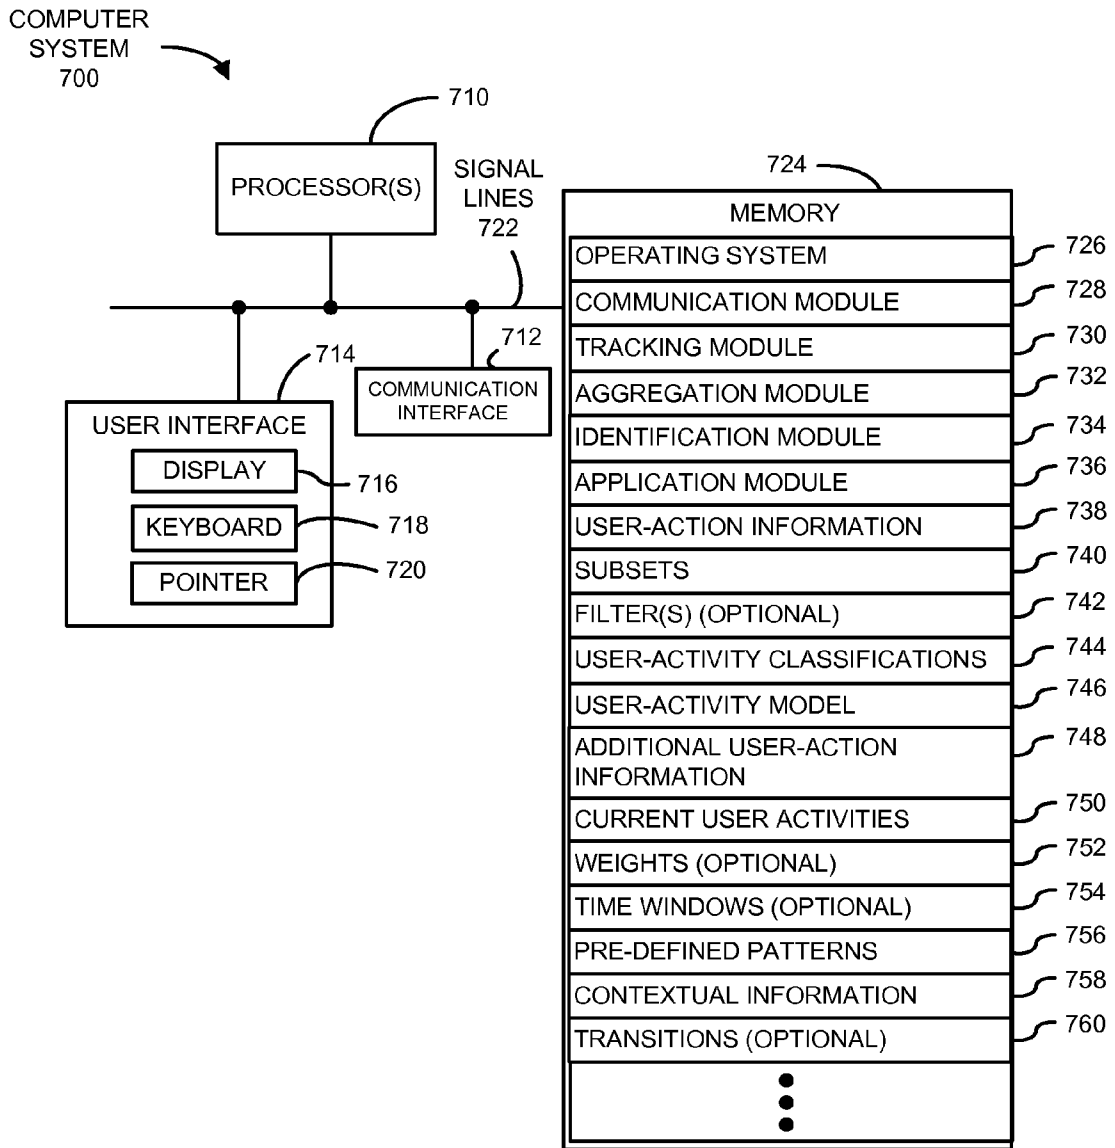 COMPUTER
SYSTEM
700
710
PROCESSOR(S)
SIGNAL
LINES
722
712
COMMUNICATION
INTERFACE
714
USER INTERFACE
DISPLAY
716
KEYBOARD
718
POINTER
720
724
MEMORY
OPERATING SYSTEM
726
COMMUNICATION MODULE
728
TRACKING MODULE
730
AGGREGATION MODULE
732
IDENTIFICATION MODULE
734
APPLICATION MODULE
736
USER-ACTION INFORMATION
738
SUBSETS
740
FILTER(S) (OPTIONAL)
742
USER-ACTIVITY CLASSIFICATIONS
744
USER-ACTIVITY MODEL
746
ADDITIONAL USER-ACTION
INFORMATION
748
CURRENT USER ACTIVITIES
750
WEIGHTS (OPTIONAL)
752
TIME WINDOWS (OPTIONAL)
754
PRE-DEFINED PATTERNS
756
CONTEXTUAL INFORMATION
758
TRANSITIONS (OPTIONAL)
760